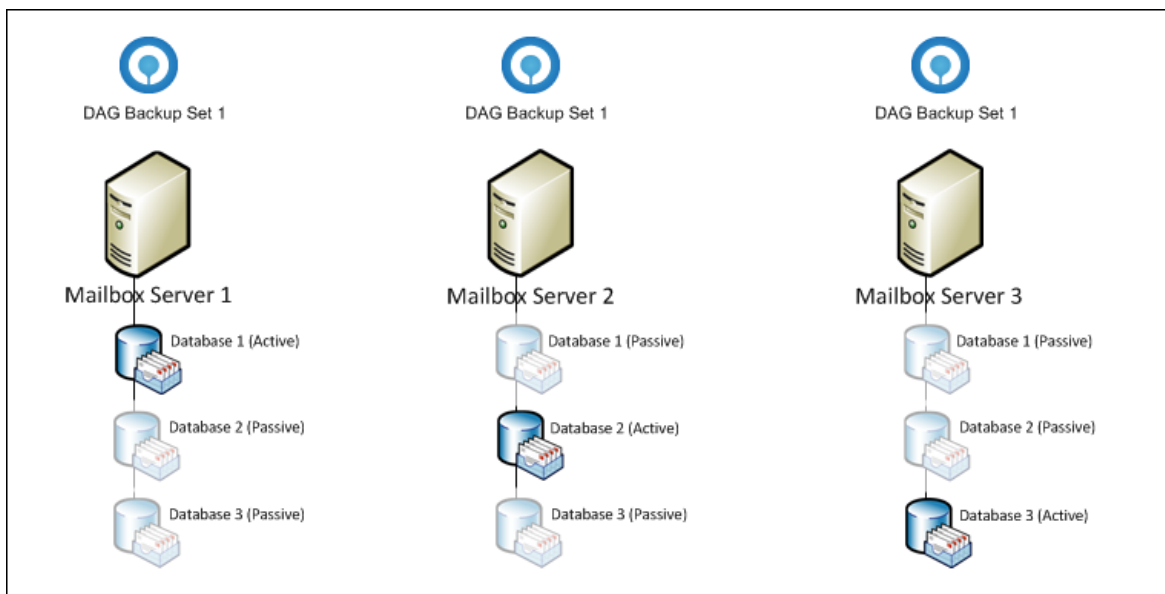 DAG Backup Set 1
DAG Backup Set 1
DAG Backup Set 1
Mailbox Server 1
Mailbox Server 2
Mailbox Server 3
Database 1 (Active)
Database 1 (Passive)
Database 1 (Passive)
Database 2 (Passive)
Database 2 (Active)
Database 2 (Passive)
Database 3 (Passive)
Database 3 (Passive)
Database 3 (Active)